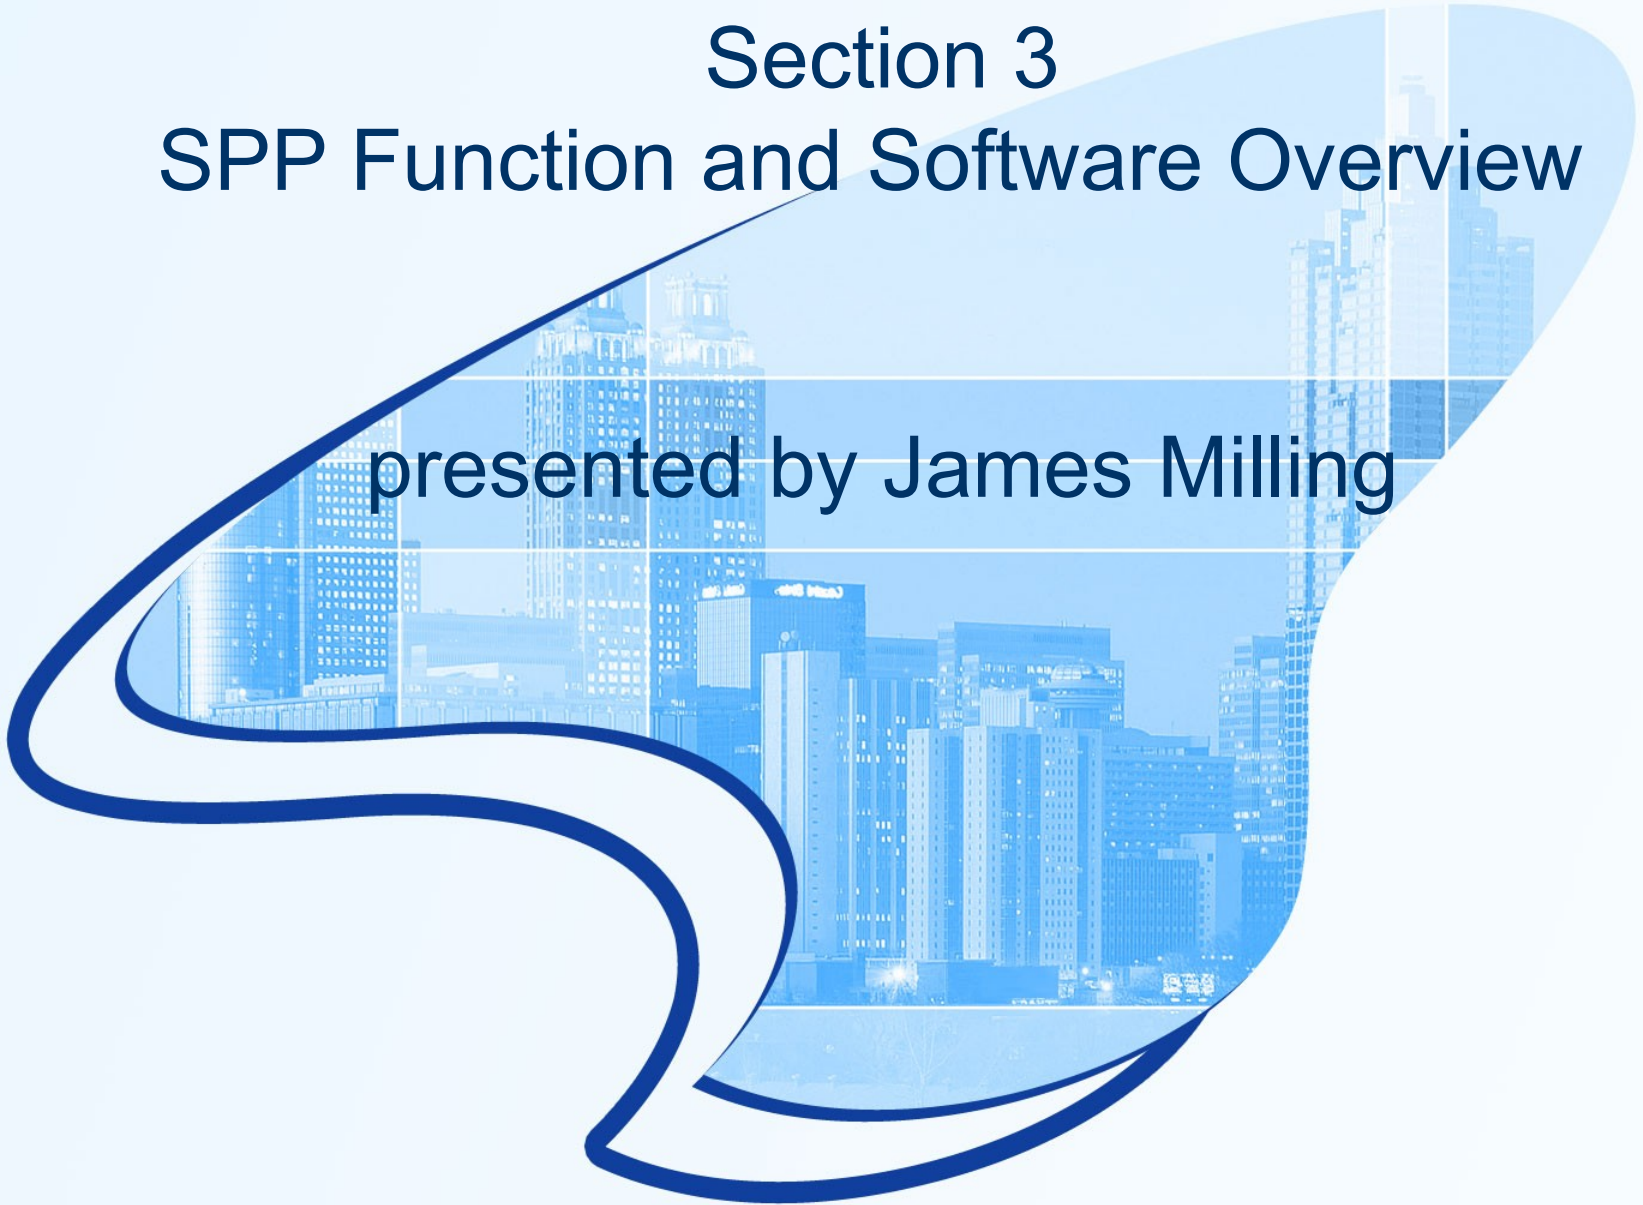 Section 3
SPP Function and Software Overview
presented by James Milling